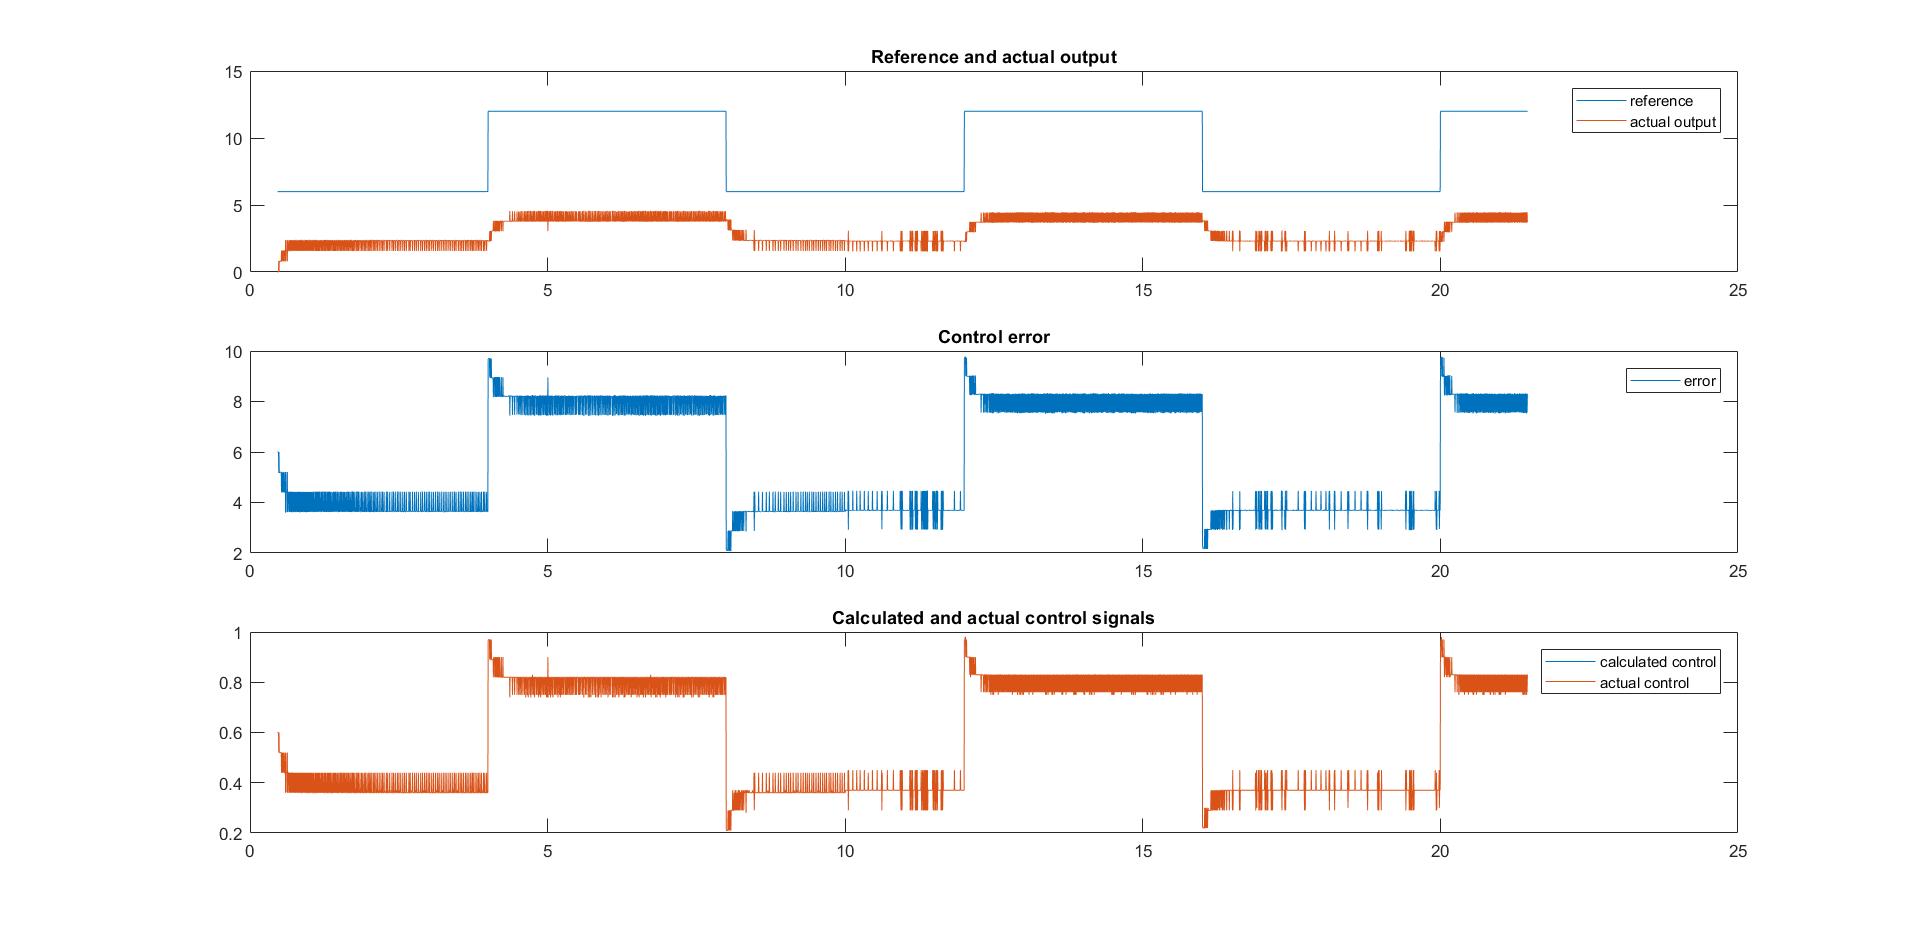 Reference and actual output
15
10
5
0
reference
actual output
0 5 10 15 20 25
Control error
10
8
6
4
2
error
0 5 10 15 20 25
Calculated and actual control signals
1
0.8
0.6
0.4
0.2
calculated control
actual control
0 5 10 15 20 25